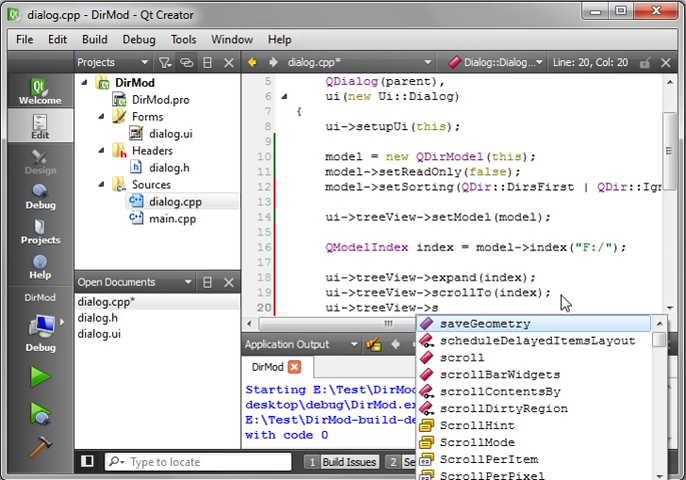 dialog.cpp - DirMod - Qt Creator
File Edit Build Debug Tools Window Help
Projects
dialog.cpp*
Dialog::Dialog...
Line: 20, Col: 20
Welcome
Edit
Design
Debug
Projects
Help
DirMod
Debug
DirMod
DirMod.pro
Forms
dialog.ui
Headers
dialog.h
Sources
dialog.cpp
main.cpp
Open Documents
dialog.cpp*
dialog.h
dialog.ui
5 QDialog(parent),
6 ui(new Ui::Dialog)
7 {
8 ui->setupUi(this);
9
10 model = new QDirModel(this);
11 model->setReadOnly(false);
12 model->setSorting(QDir::DirsFirst | QDir::Ig
13
14 ui->treeView->setModel(model);
15
16 QModelIndex index = model->index("F:/");
17
18 ui->treeView->expand(index);
19 ui->treeView->scrollTo(index);
20 ui->treeView->s
saveGeometry
scheduleDelayedItemsLayout
scroll
scrollBarWidgets
scrollContentsBy
scrollDirtyRegion
ScrollHint
ScrollMode
ScrollPerItem
ScrollPerPixel
Application Output
DirMod
Starting E:\Test\DirMod
desktop\debug\DirMod.ex
E:\Test\DirMod-build-de
with code 0
Type to locate
1 Build Issues
2 Se